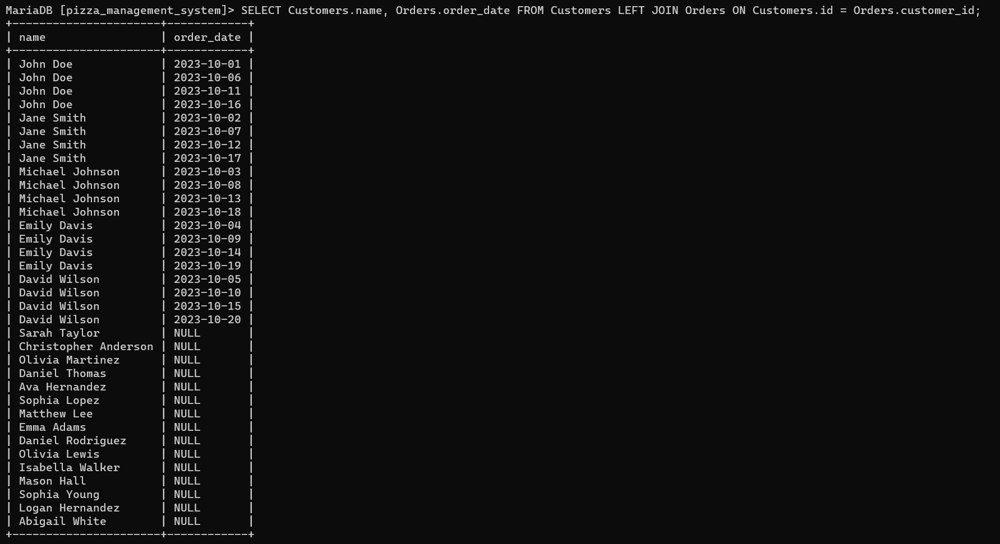 MariaDB [pizza_management_system]> SELECT Customers.name, Orders.order_date FROM Customers LEFT JOIN Orders ON Customers.id = Orders.customer_id;
+----------------------+------------+
| name                 | order_date |
+----------------------+------------+
| John Doe             | 2023-10-01 |
| John Doe             | 2023-10-06 |
| John Doe             | 2023-10-11 |
| John Doe             | 2023-10-16 |
| Jane Smith           | 2023-10-02 |
| Jane Smith           | 2023-10-07 |
| Jane Smith           | 2023-10-12 |
| Jane Smith           | 2023-10-17 |
| Michael Johnson      | 2023-10-03 |
| Michael Johnson      | 2023-10-08 |
| Michael Johnson      | 2023-10-13 |
| Michael Johnson      | 2023-10-18 |
| Emily Davis          | 2023-10-04 |
| Emily Davis          | 2023-10-09 |
| Emily Davis          | 2023-10-14 |
| Emily Davis          | 2023-10-19 |
| David Wilson         | 2023-10-05 |
| David Wilson         | 2023-10-10 |
| David Wilson         | 2023-10-15 |
| David Wilson         | 2023-10-20 |
| Sarah Taylor         | NULL       |
| Christopher Anderson | NULL       |
| Olivia Martinez      | NULL       |
| Daniel Thomas        | NULL       |
| Ava Hernandez        | NULL       |
| Sophia Lopez         | NULL       |
| Matthew Lee          | NULL       |
| Emma Adams           | NULL       |
| Daniel Rodriguez     | NULL       |
| Olivia Lewis         | NULL       |
| Isabella Walker      | NULL       |
| Mason Hall           | NULL       |
| Sophia Young         | NULL       |
| Logan Hernandez      | NULL       |
| Abigail White        | NULL       |
+----------------------+------------+